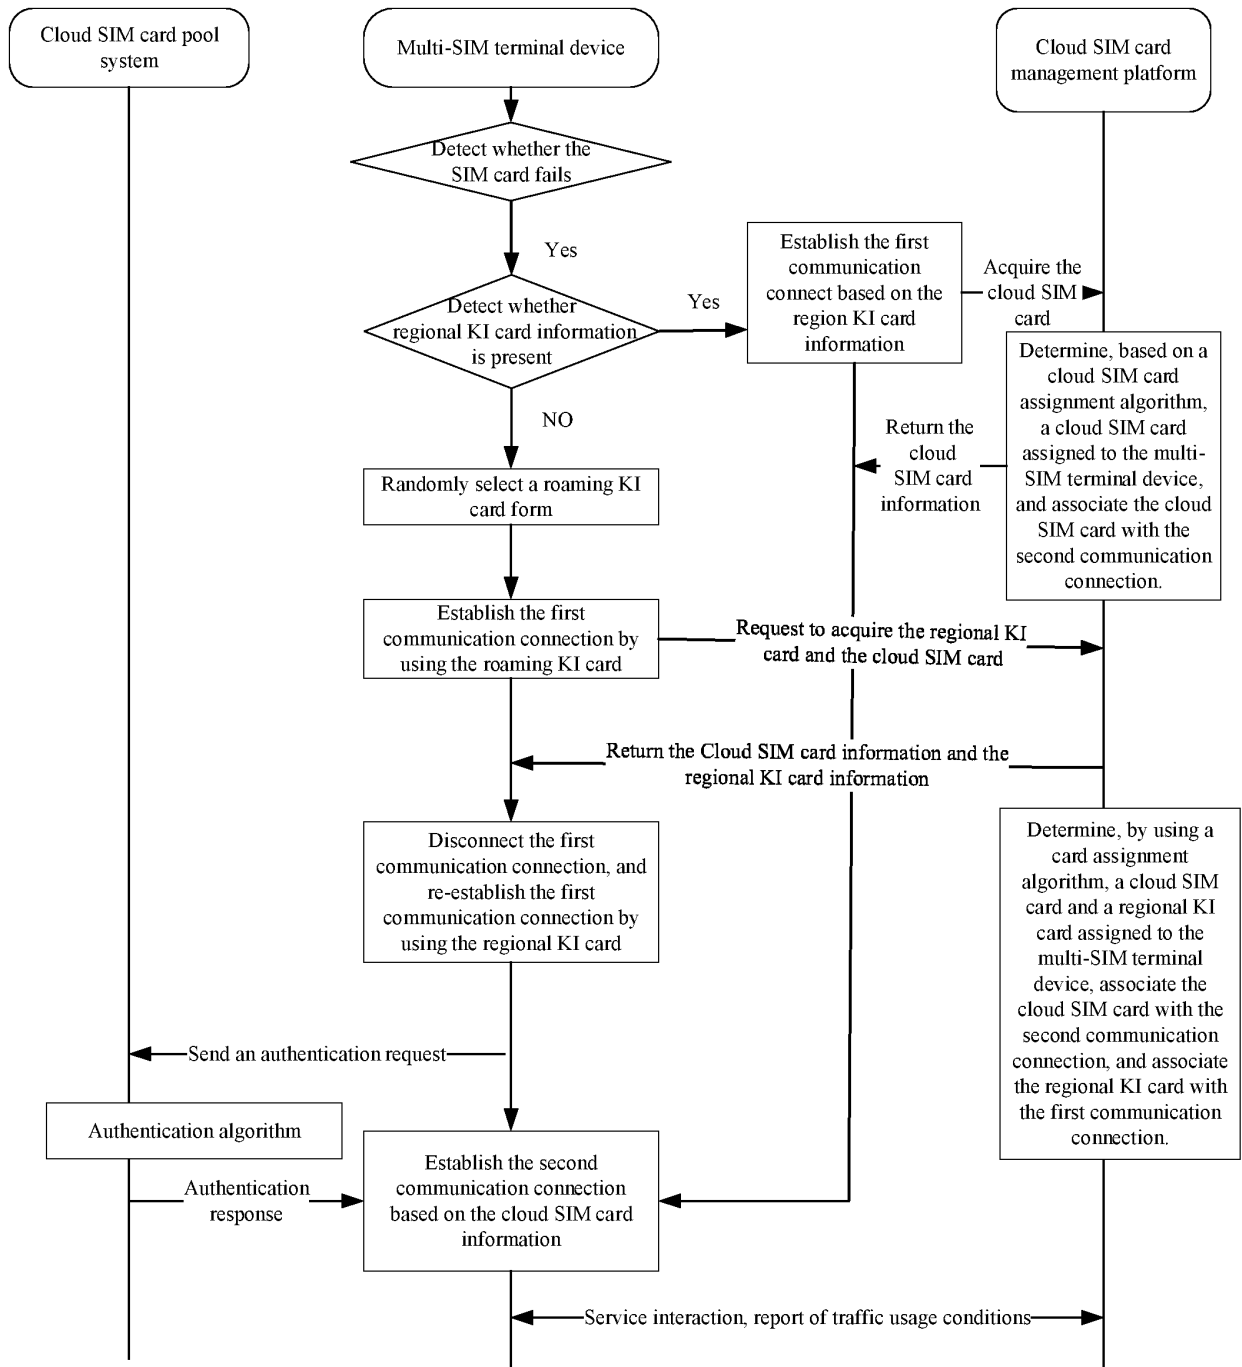 Cloud SIM card pool
system
Multi-SIM terminal device
Cloud SIM card
management platform
Detect whether the
SIM card fails
Yes
Detect whether
regional KI card information
is present
Yes
Establish the first
communication
connect based on the
region KI card
information
Acquire the
cloud SIM
card
Determine, based on a
cloud SIM card
assignment algorithm,
a cloud SIM card
assigned to the multi-
SIM terminal device,
and associate the cloud
SIM card with the
second communication
connection.
Return the
cloud
SIM card
information
NO
Randomly select a roaming KI
card form
Establish the first
communication connection by
using the roaming KI card
Request to acquire the regional KI
card and the cloud SIM card
Return the Cloud SIM card information and the
regional KI card information
Disconnect the first
communication connection, and
re-establish the first
communication connection by
using the regional KI card
Determine, by using a
card assignment
algorithm, a cloud SIM
card and a regional KI
card assigned to the
multi-SIM terminal
device, associate the
cloud SIM card with the
second communication
connection, and associate
the regional KI card with
the first communication
connection.
Send an authentication request
Authentication algorithm
Authentication
response
Establish the second
communication connection
based on the cloud SIM card
information
Service interaction, report of traffic usage conditions